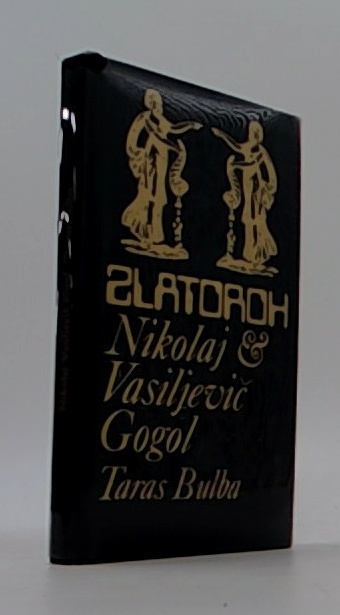 ZLATOROH
Nikolaj &
Vasiljevič
Gogol
Taras Bulba